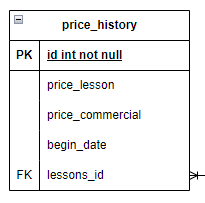 price_history
PK id int not null
price_lesson
price_commercial
begin_date
FK lessons_id